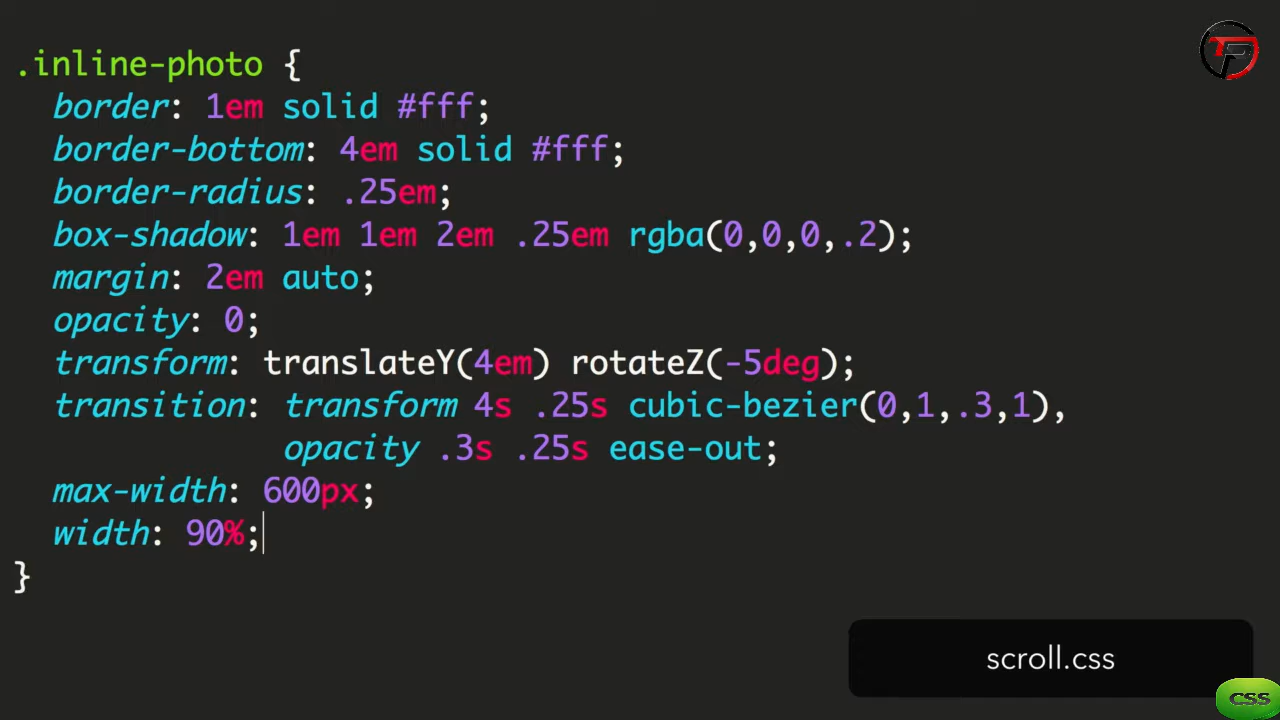 .inline-photo {
  border: 1em solid #fff;
  border-bottom: 4em solid #fff;
  border-radius: .25em;
  box-shadow: 1em 1em 2em .25em rgba(0,0,0,.2);
  margin: 2em auto;
  opacity: 0;
  transform: translateY(4em) rotateZ(-5deg);
  transition: transform 4s .25s cubic-bezier(0,1,.3,1),
              opacity .3s .25s ease-out;
  max-width: 600px;
  width: 90%;
}
scroll.css
CSS